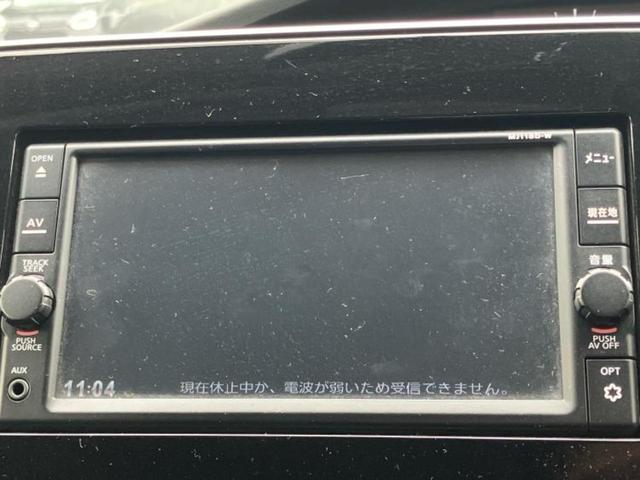 MJ118D-W
OPEN
メニュー
AV
現在地
TRACK
SEEK
音量
PUSH
SOURCE
PUSH
AV OFF
AUX
OPT
11:04
現在休止中か、電波が弱いため受信できません。